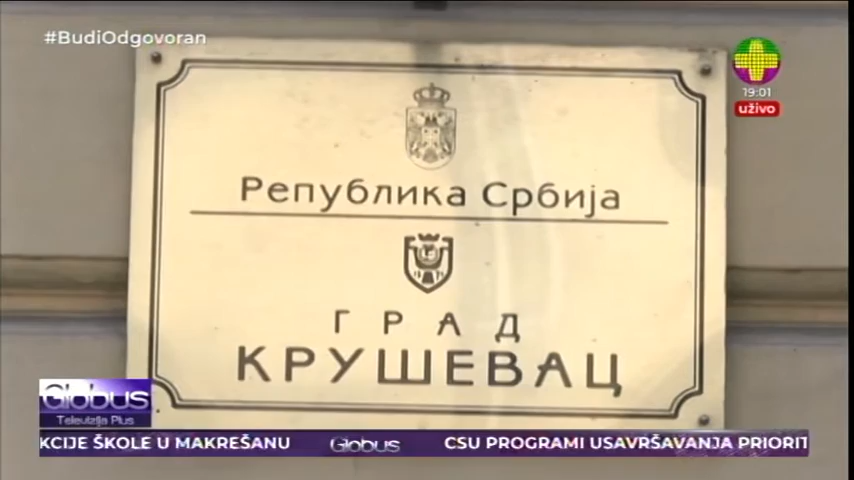 #BudiOdgovoran
19:01
uživo
Република Србија
ГРАД
КРУШЕВАЦ
Globus
Televizija Plus
KCIJE ŠKOLE U MAKREŠANU Globus CSU PROGRAMI USAVRŠAVANJA PRIORIT